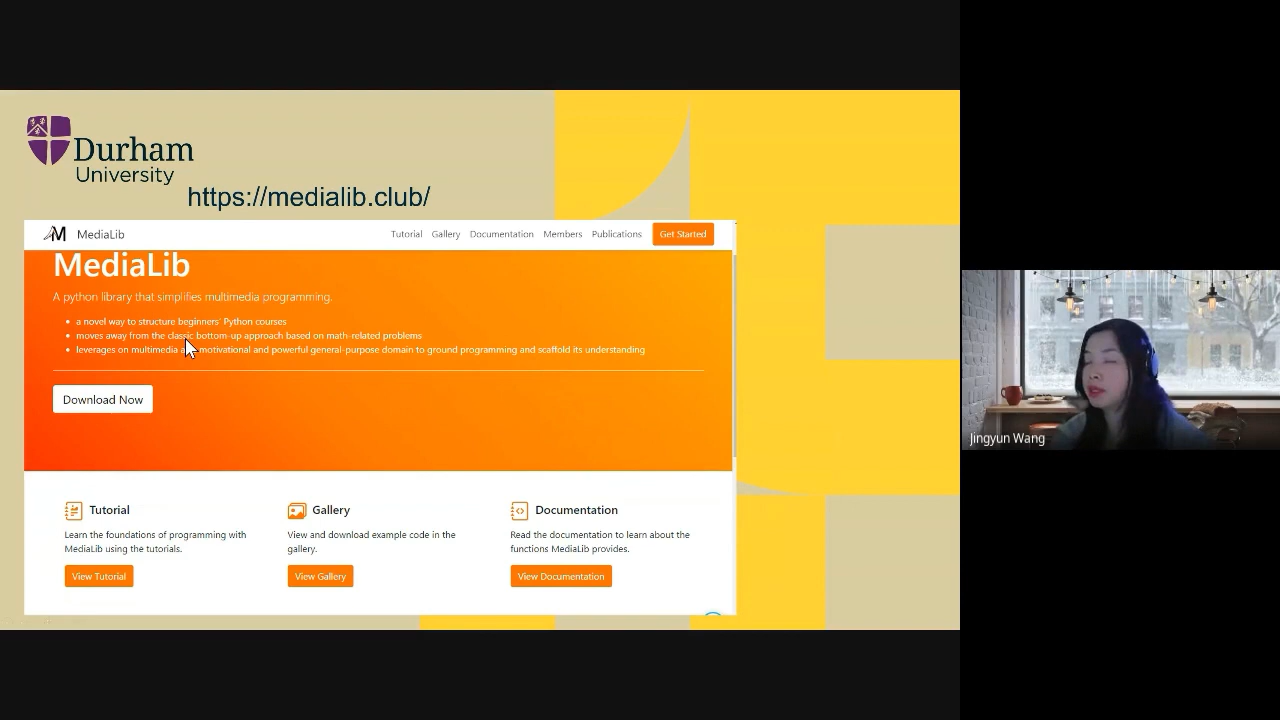 Durham
University
https://medialib.club/
M MediaLib Tutorial Gallery Documentation Members Publications Get Started
MediaLib
A python library that simplifies multimedia programming.
a novel way to structure beginners' Python courses
moves away from the classic bottom-up approach based on math-related problems
leverages on multimedia motivational and powerful general-purpose domain to ground programming and scaffold its understanding
Download Now
Tutorial
Learn the foundations of programming with
MediaLib using the tutorials.
View Tutorial
Gallery
View and download example code in the
gallery.
View Gallery
Documentation
Read the documentation to learn about the
functions MediaLib provides.
View Documentation
Jingyun Wang